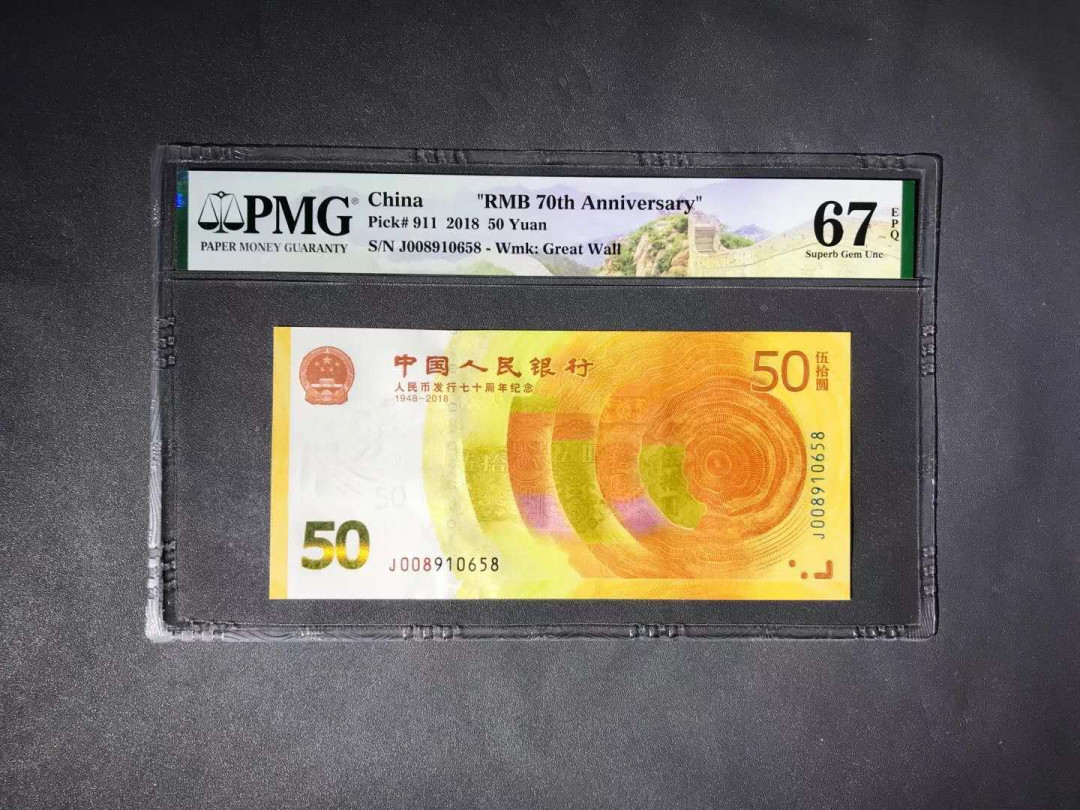 PMG®
PAPER MONEY GUARANTY
China "RMB 70th Anniversary"
Pick# 911 2018 50 Yuan
S/N J008910658 - Wmk: Great Wall
67 EPQ
Superb Gem Unc
中国人民银行
人民币发行七十周年纪念
1948-2018
50 伍拾圆
50
J008910658
J008910658